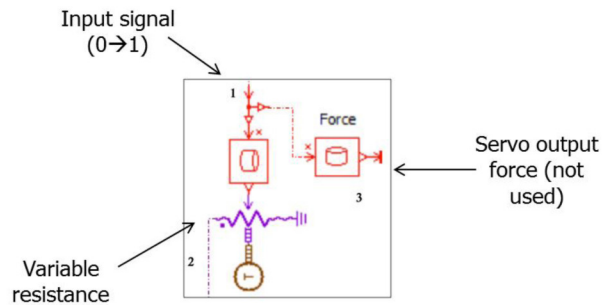 Input signal
(0→1)
1
x
Force
x
3
Servo output
force (not
used)
2
Variable
resistance
T